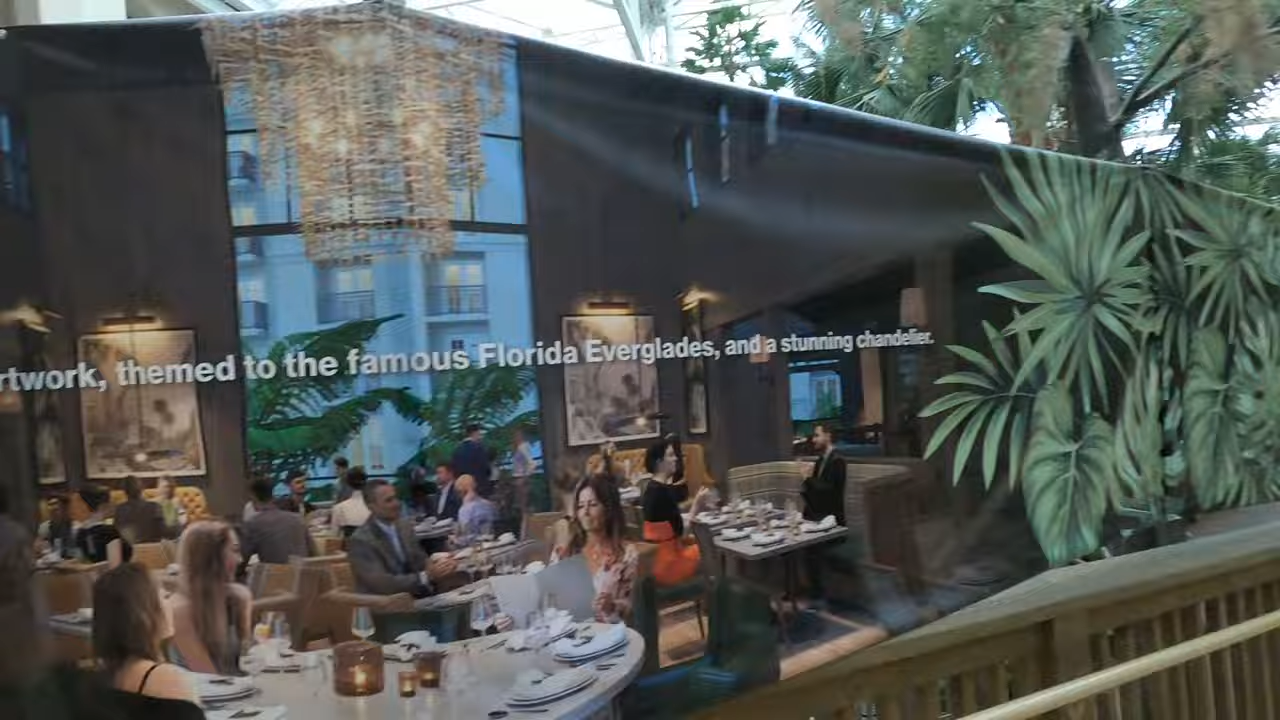 rtwork, themed to the famous Florida Everglades, and a stunning chandelier.